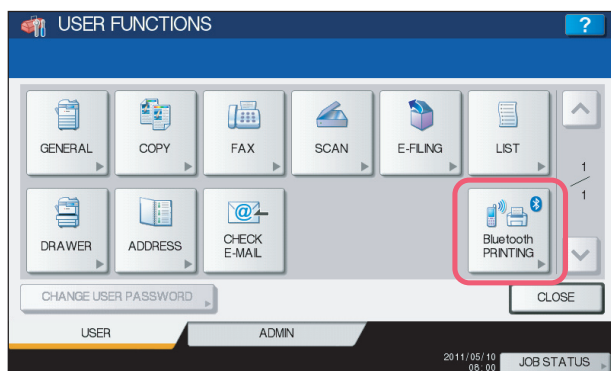 USER FUNCTIONS
?
GENERAL
COPY
FAX
SCAN
E-FILING
LIST
1
1
DRAWER
ADDRESS
@
CHECK
E-MAIL
Bluetooth
PRINTING
CHANGE USER PASSWORD
CLOSE
USER
ADMIN
2011/05/10
08:00
JOB STATUS